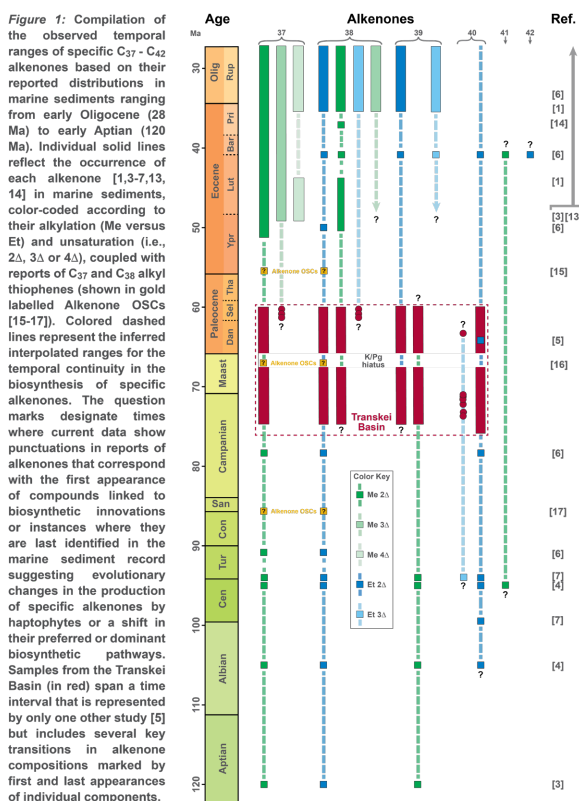 Figure 1: Compilation of
the observed temporal
ranges of specific C37 - C42
alkenones based on their
reported distributions in
marine sediments ranging
from early Oligocene (28
Ma) to early Aptian (120
Ma). Individual solid lines
reflect the occurrence of
each alkenone [1,3-7,13,
14] in marine sediments,
color-coded according to
their alkylation (Me versus
Et) and unsaturation (i.e.,
2Δ, 3Δ or 4Δ), coupled with
reports of C37 and C38 alkyl
thiophenes (shown in gold
labelled Alkenone OSCs
[15-17]). Colored dashed
lines represent the inferred
interpolated ranges for the
temporal continuity in the
biosynthesis of specific
alkenones. The question
marks designate times
where current data show
punctuations in reports of
alkenones that correspond
with the first appearance
of compounds linked to
biosynthetic innovations
or instances where they
are last identified in the
marine sediment record
suggesting evolutionary
changes in the production
of specific alkenones by
haptophytes or a shift in
their preferred or dominant
biosynthetic pathways.
Samples from the Transkei
Basin (in red) span a time
interval that is represented
by only one other study [5]
but includes several key
transitions in alkenone
compositions marked by
first and last appearances
of individual components.
Age Alkenones Ref.
Ma 37 38 39 40 41 42
30 Olig Rup [6]
[1]
Pri [14]
? ?
40 Eocene Bar [6]
Lut [1]
? ? [3][13
50 Ypr [6]
? Alkenone OSCs ? [15]
Tha
?
60 Paleocene Sel
? ? ?
Dan [5]
K/Pg
hiatus
? Alkenone OSCs ? [16]
Maast
70
? ? Transkei
Basin ?
Campanian
80 [6]
Color Key
Me 2Δ
San
? Alkenone OSCs ? [17]
Me 3Δ
Con
90
Tur Me 4Δ [6]
[7]
Et 2Δ ? [4]
Cen ?
100 Et 3Δ [7]
Albian [4]
?
110
Aptian
120 [3]